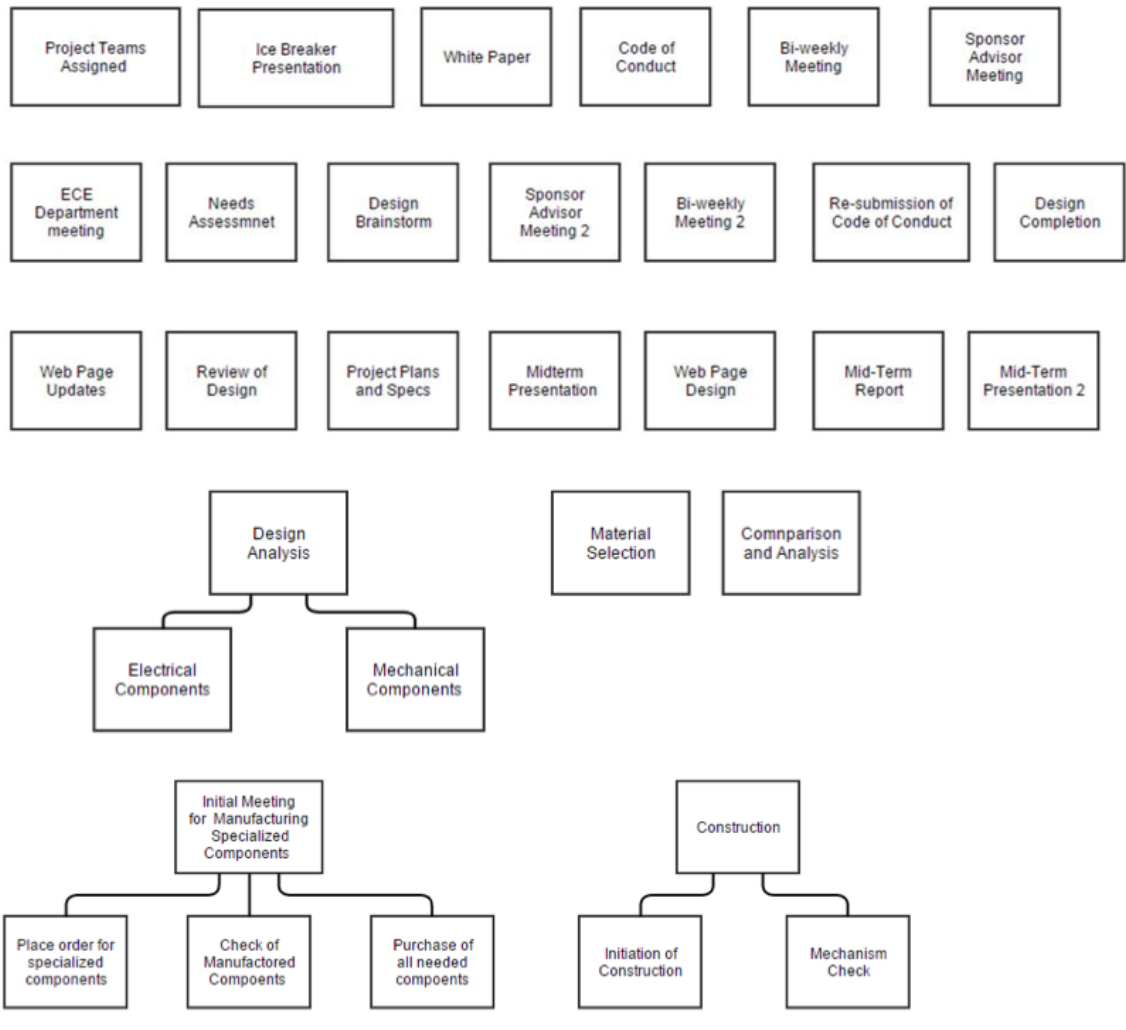 Project Teams
Assigned
Ice Breaker
Presentation
White Paper
Code of
Conduct
Bi-weekly
Meeting
Sponsor
Advisor
Meeting
ECE
Department
meeting
Needs
Assessmnet
Design
Brainstorm
Sponsor
Advisor
Meeting 2
Bi-weekly
Meeting 2
Re-submission of
Code of Conduct
Design
Completion
Web Page
Updates
Review of
Design
Project Plans
and Specs
Midterm
Presentation
Web Page
Design
Mid-Term
Report
Mid-Term
Presentation 2
Design
Analysis
Material
Selection
Comnparison
and Analysis
Electrical
Components
Mechanical
Components
Initial Meeting
for Manufacturing
Specialized
Components
Construction
Place order for
specialized
components
Check of
Manufactored
Compoents
Purchase of
all needed
compoents
Initiation of
Construction
Mechanism
Check